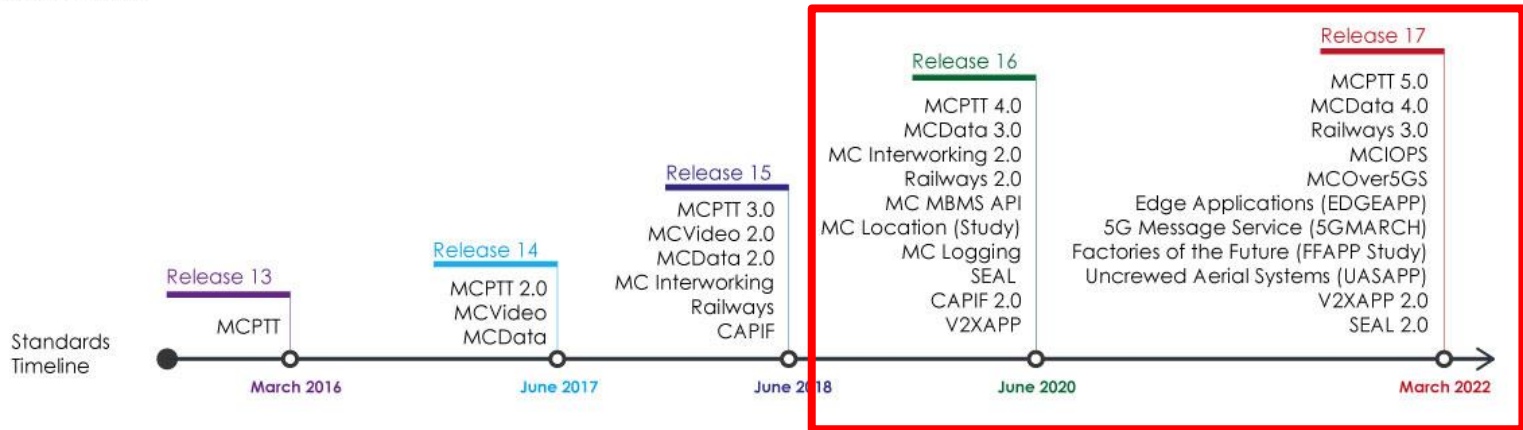 Release 13
MCPTT
Release 14
MCPTT 2.0
MCVideo
MCData
Release 15
MCPTT 3.0
MCVideo 2.0
MCData 2.0
MC Interworking
Railways
CAPIF
Release 16
MCPTT 4.0
MCData 3.0
MC Interworking 2.0
Railways 2.0
MC MBMS API
MC Location (Study)
MC Logging
SEAL
CAPIF 2.0
V2XAPP
Release 17
MCPTT 5.0
MCData 4.0
Railways 3.0
MCIOPS
MCOver5GS
Edge Applications (EDGEAPP)
5G Message Service (5GMARCH)
Factories of the Future (FFAPP Study)
Uncrewed Aerial Systems (UASAPP)
V2XAPP 2.0
SEAL 2.0
Standards
Timeline
March 2016
June 2017
June 2018
June 2020
March 2022